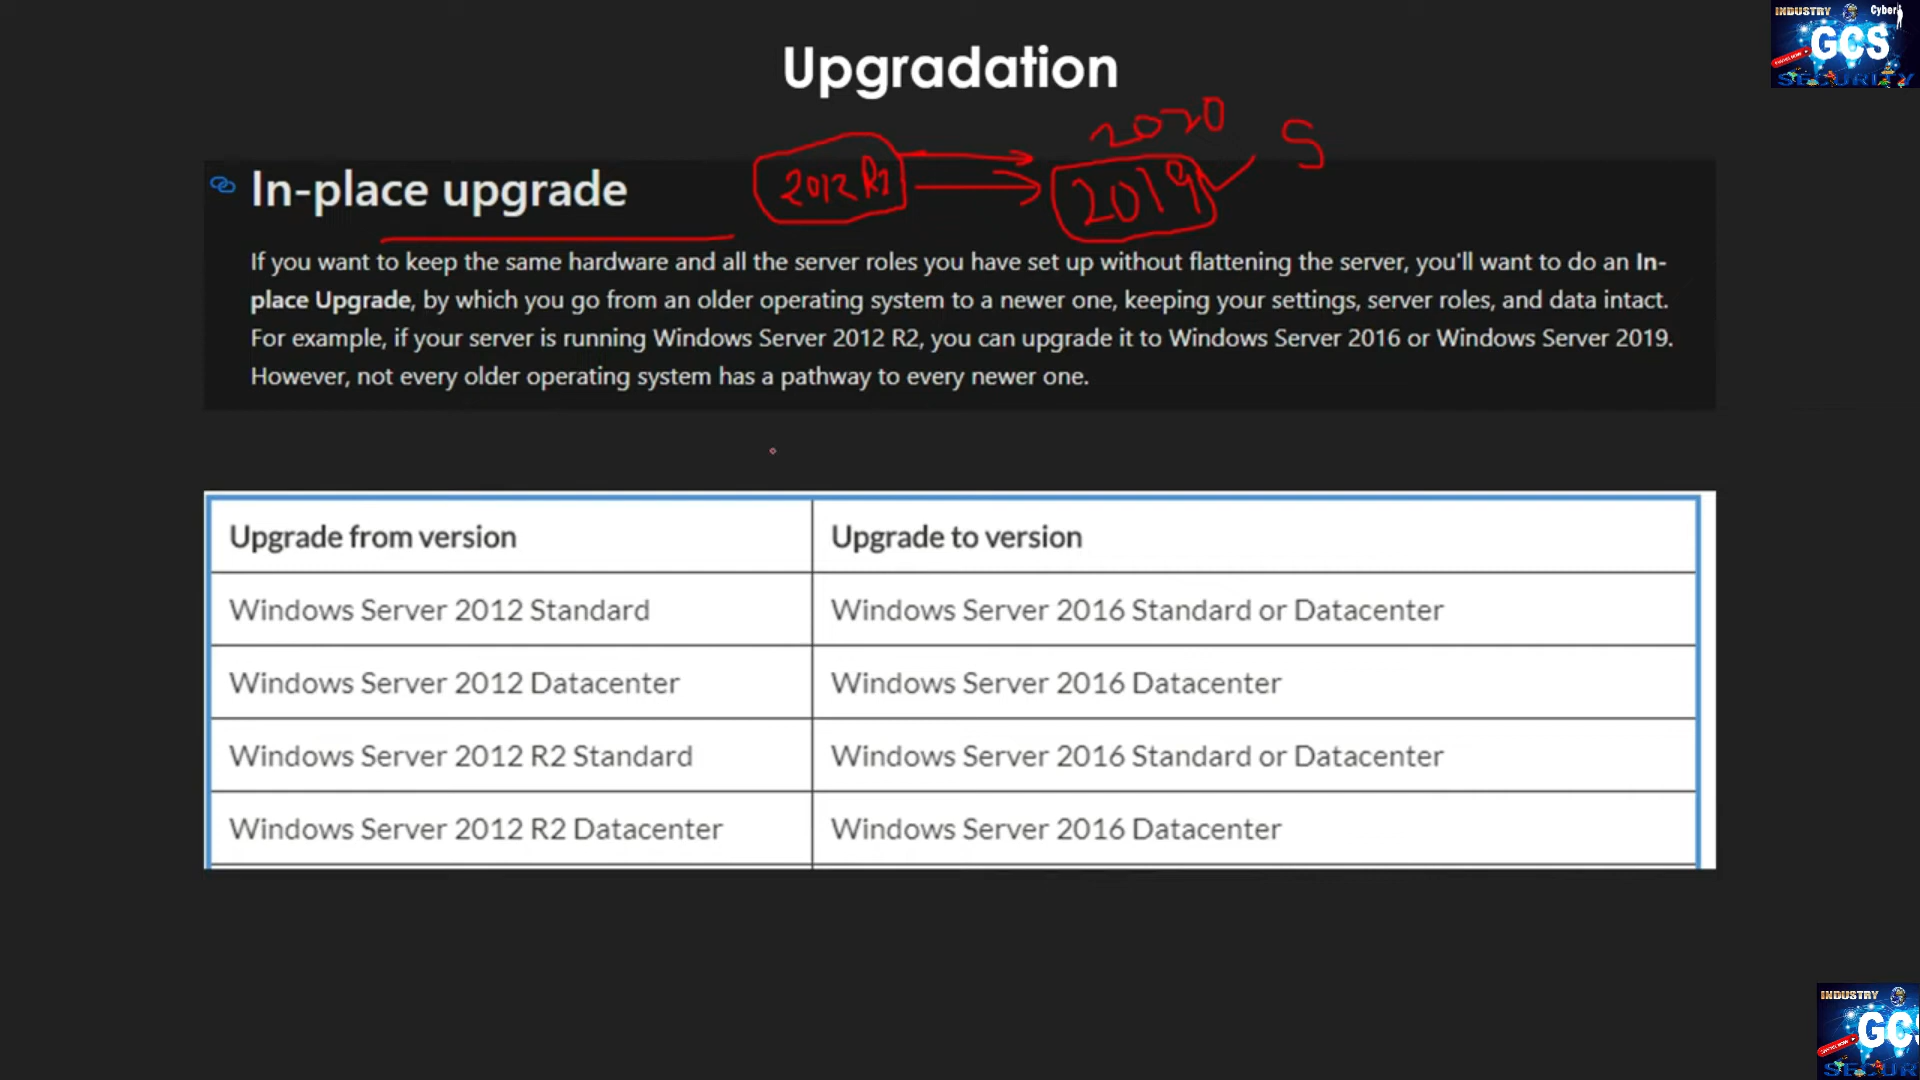 INDUSTRY Cyber
GCS
SECURITY
Upgradation
2020
S
In-place upgrade
2012 R2
2019
If you want to keep the same hardware and all the server roles you have set up without flattening the server, you'll want to do an In-
place Upgrade, by which you go from an older operating system to a newer one, keeping your settings, server roles, and data intact.
For example, if your server is running Windows Server 2012 R2, you can upgrade it to Windows Server 2016 or Windows Server 2019.
However, not every older operating system has a pathway to every newer one.
Upgrade from version
Upgrade to version
Windows Server 2012 Standard
Windows Server 2016 Standard or Datacenter
Windows Server 2012 Datacenter
Windows Server 2016 Datacenter
Windows Server 2012 R2 Standard
Windows Server 2016 Standard or Datacenter
Windows Server 2012 R2 Datacenter
Windows Server 2016 Datacenter
INDUSTRY
GCS
SECUR